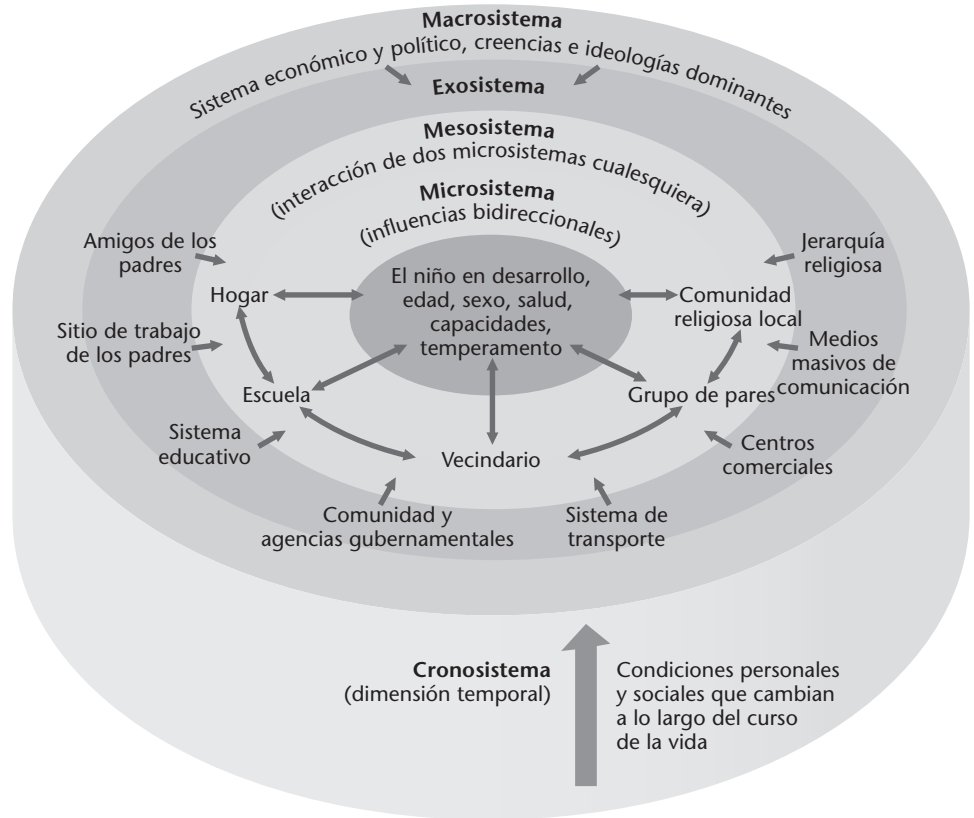 Macrosistema
Sistema económico y político, creencias e ideologías dominantes
Exosistema
Mesosistema
(interacción de dos microsistemas cualesquiera)
Microsistema
(influencias bidireccionales)
El niño en desarrollo,
edad, sexo, salud,
capacidades,
temperamento
Amigos de los
padres
Hogar
Sitio de trabajo
de los padres
Escuela
Sistema
educativo
Vecindario
Comunidad y
agencias gubernamentales
Sistema de
transporte
Jerarquía
religiosa
Comunidad
religiosa local
Medios
masivos de
comunicación
Grupo de pares
Centros
comerciales
Cronosistema
(dimensión temporal)
Condiciones personales
y sociales que cambian
a lo largo del curso
de la vida